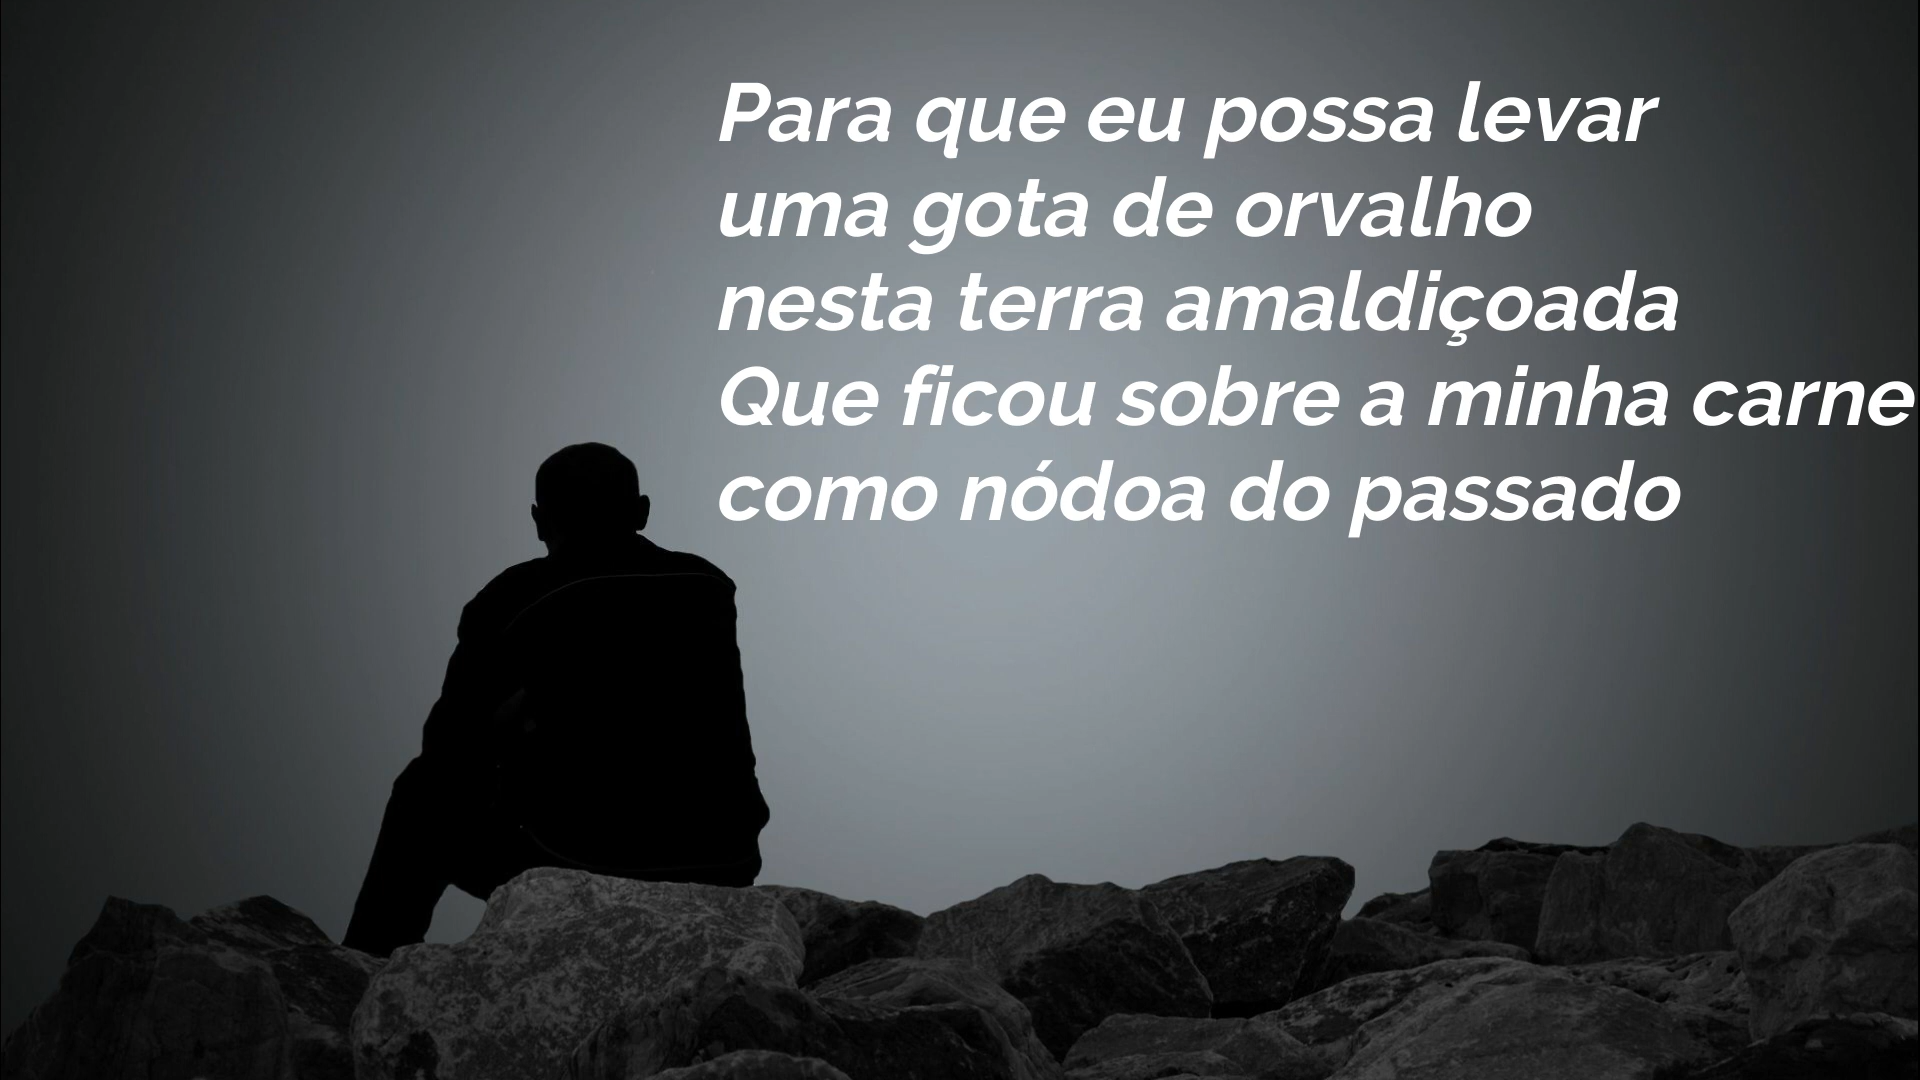 Para que eu possa levar
uma gota de orvalho
nesta terra amaldiçoada
Que ficou sobre a minha carne
como nódoa do passado